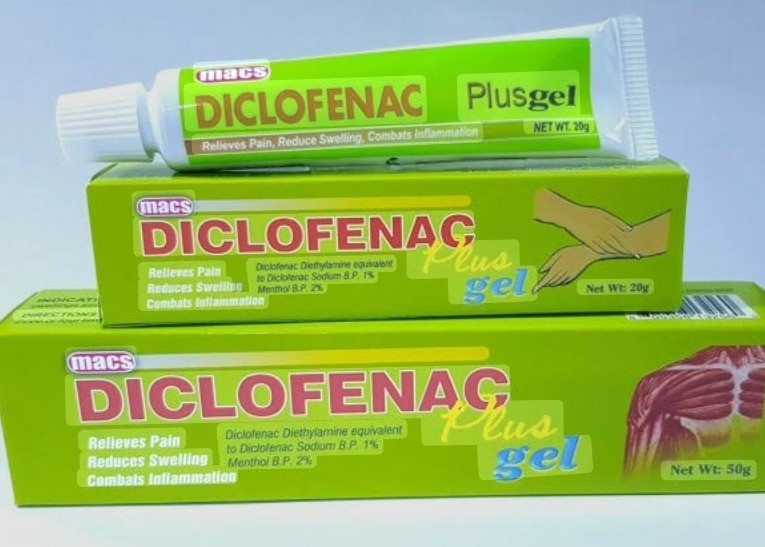 macs
DICLOFENAC Plusgel
Relieves Pain, Reduce Swelling, Combats Inflammation
NET WT. 20g
macs
DICLOFENAC
Plus
gel
Relieves Pain
Reduces Swelling
Combats Inflammation
Diclofenac Diethylamine equivalent
to Diclofenac Sodium B.P. 1%
Menthol B.P. 2%
Net Wt: 20g
DIRECTIONS
macs
DICLOFENAC
Plus
gel
Relieves Pain
Reduces Swelling
Combats Inflammation
Diclofenac Diethylamine equivalent
to Diclofenac Sodium B.P. 1%
Menthol B.P. 2%
Net Wt: 50g